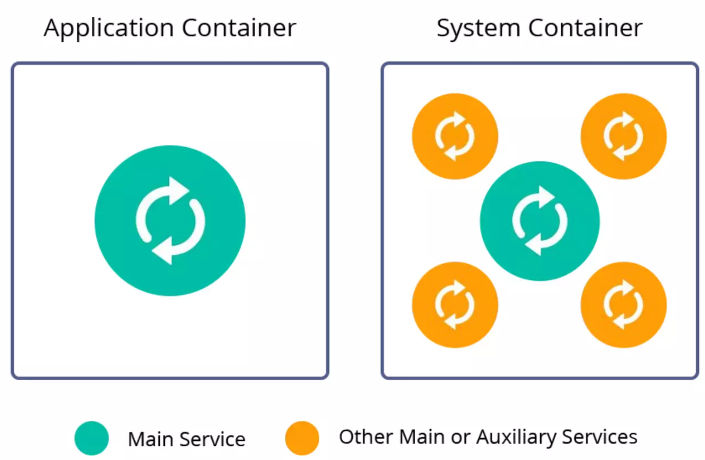 Application Container
System Container
Main Service
Other Main or Auxiliary Services